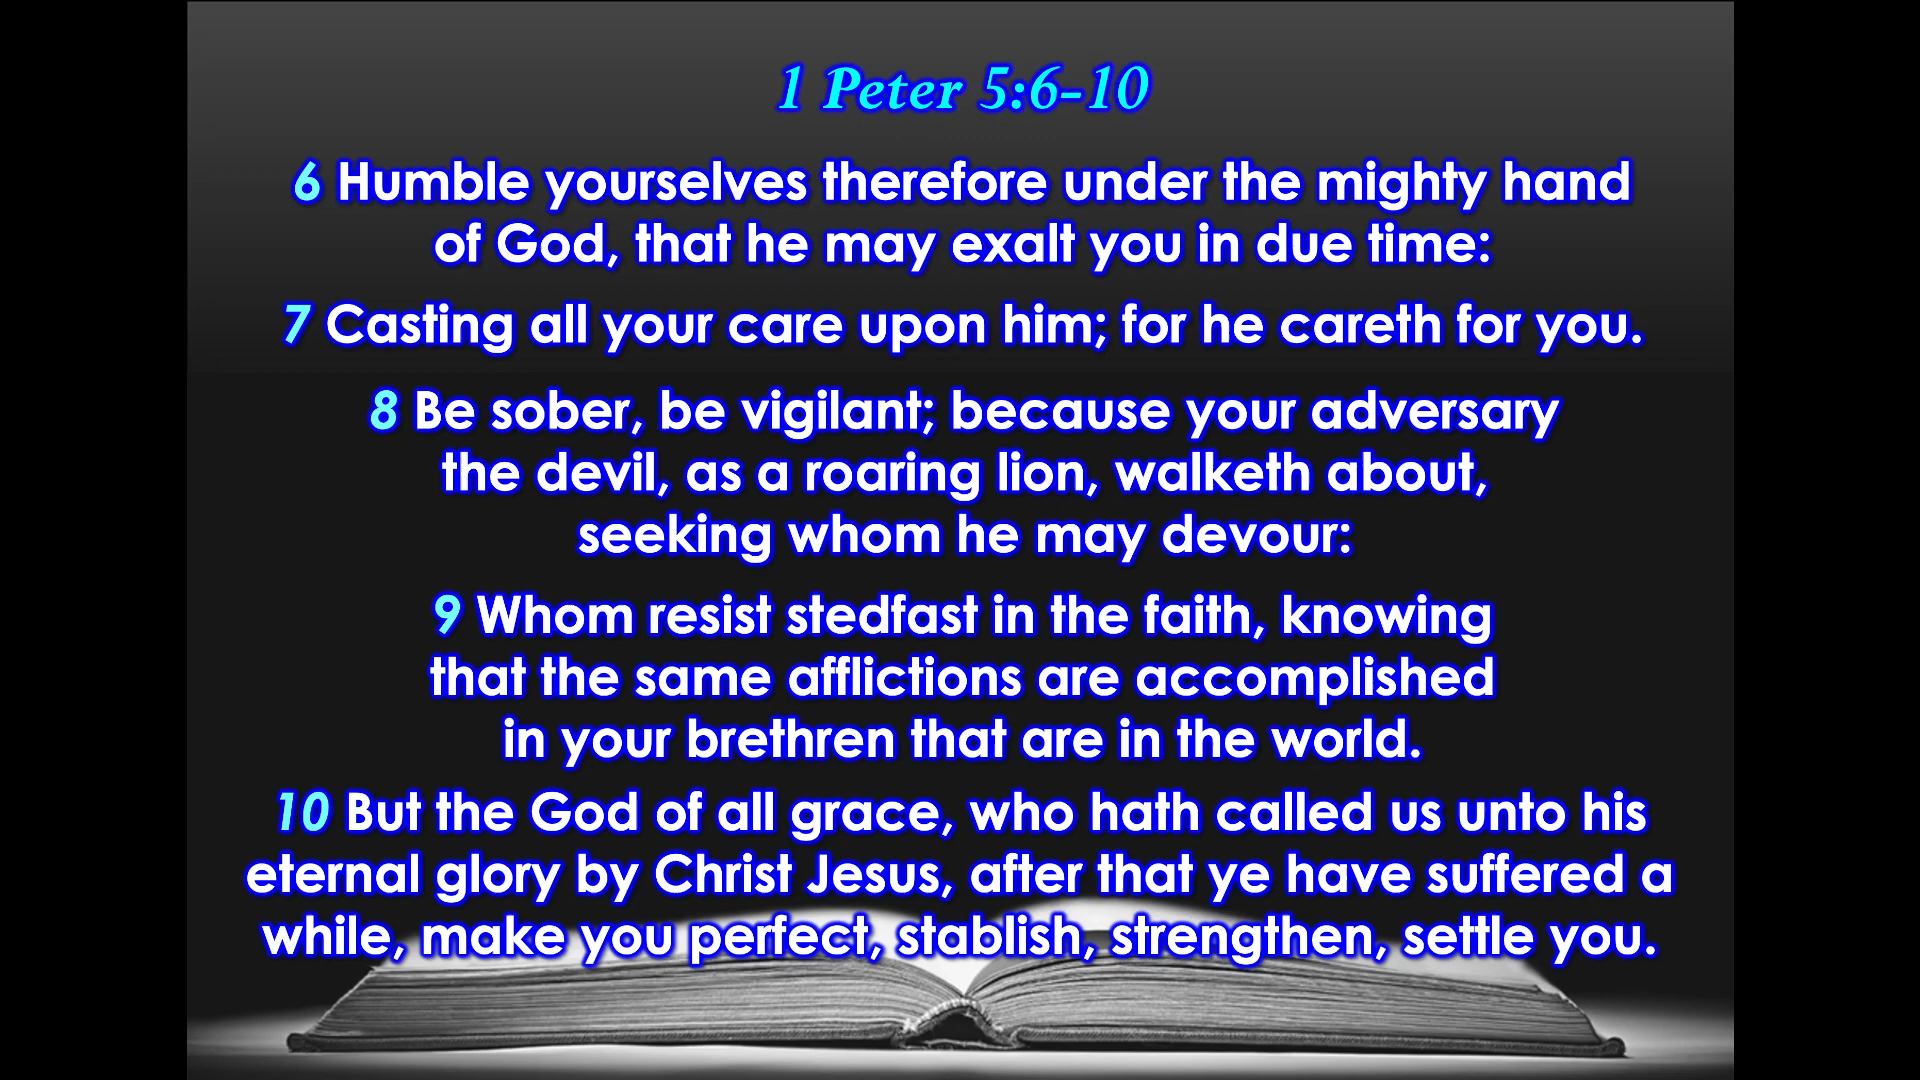 1 Peter 5:6-10
6 Humble yourselves therefore under the mighty hand
of God, that he may exalt you in due time:
7 Casting all your care upon him; for he careth for you.
8 Be sober, be vigilant; because your adversary
the devil, as a roaring lion, walketh about,
seeking whom he may devour:
9 Whom resist stedfast in the faith, knowing
that the same afflictions are accomplished
in your brethren that are in the world.
10 But the God of all grace, who hath called us unto his
eternal glory by Christ Jesus, after that ye have suffered a
while, make you perfect, stablish, strengthen, settle you.